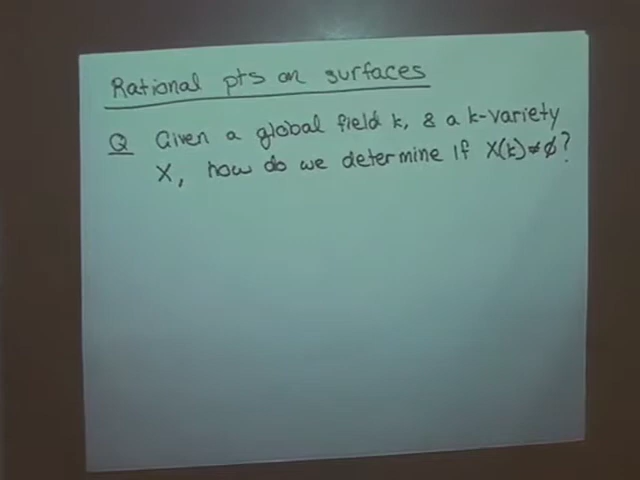 Rational pts on surfaces
Q Given a global field k, & a k-variety
X, how do we determine if X(k) ≠ ∅?